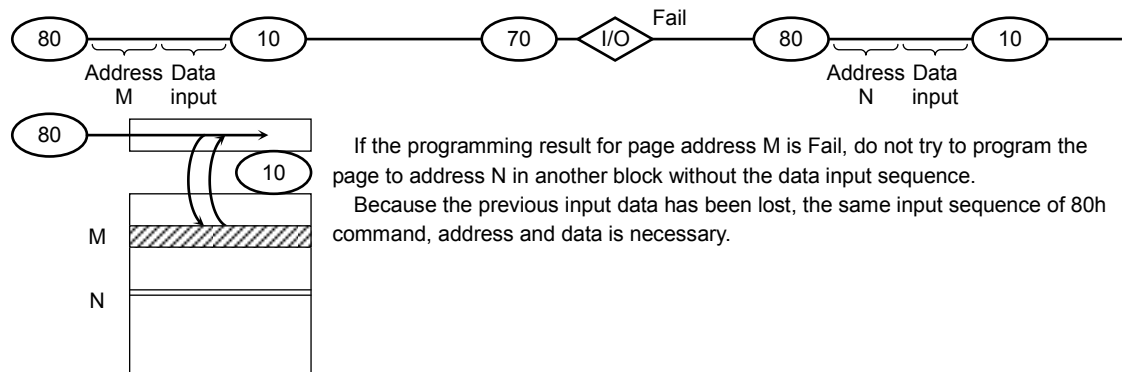 Fail
80 10 70 I/O 80 10
Address Data Address Data
M input N input
80
10
If the programming result for page address M is Fail, do not try to program the
page to address N in another block without the data input sequence.
Because the previous input data has been lost, the same input sequence of 80h
command, address and data is necessary.
M
N